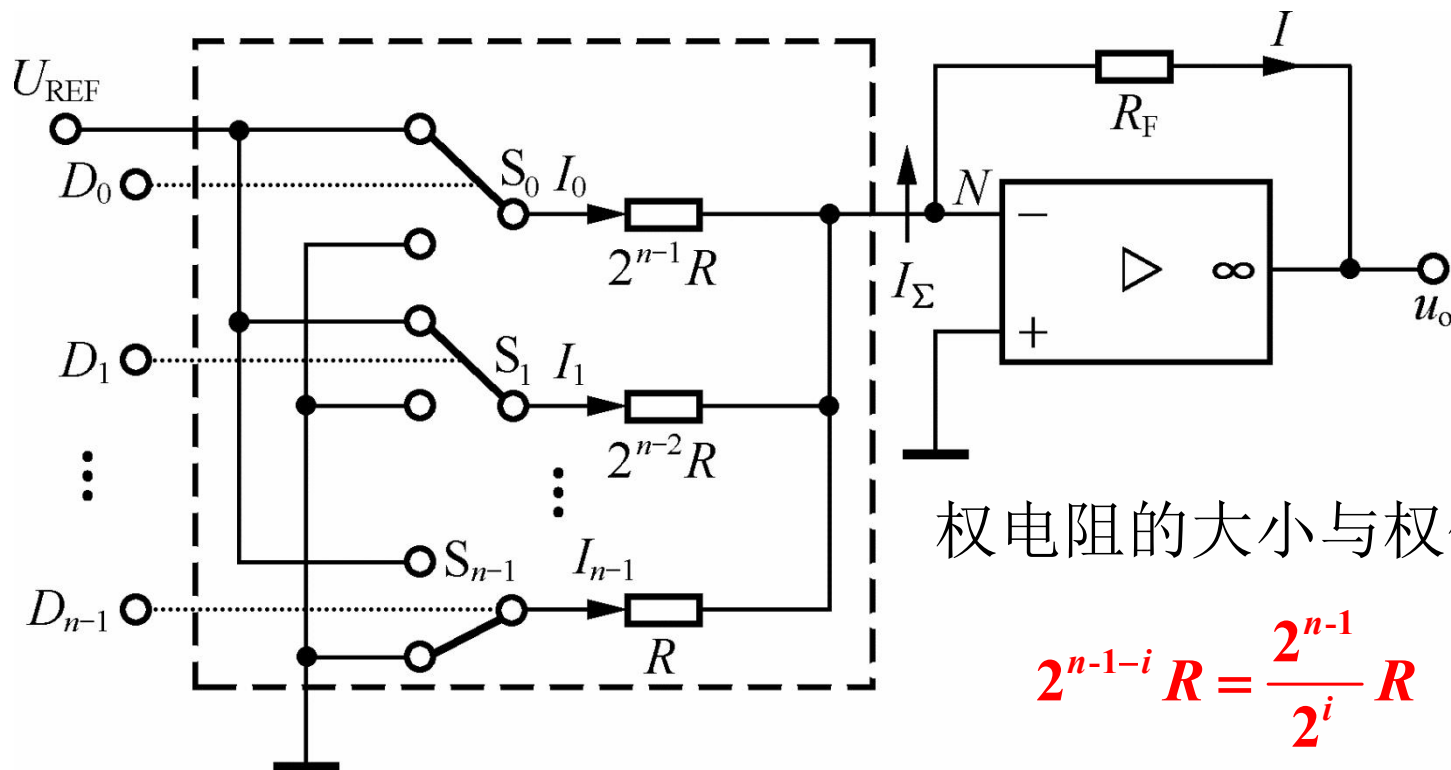 U_REF
D_0
S_0 I_0
2^{n-1}R
D_1
S_1 I_1
2^{n-2}R
⋮
⋮
D_{n-1}
S_{n-1} I_{n-1}
R
I
R_F
N
I_Σ
−
+
▷ ∞
u_o
权电阻的大小与权
2^{n-1-i} R = \frac{2^{n-1}}{2^i} R